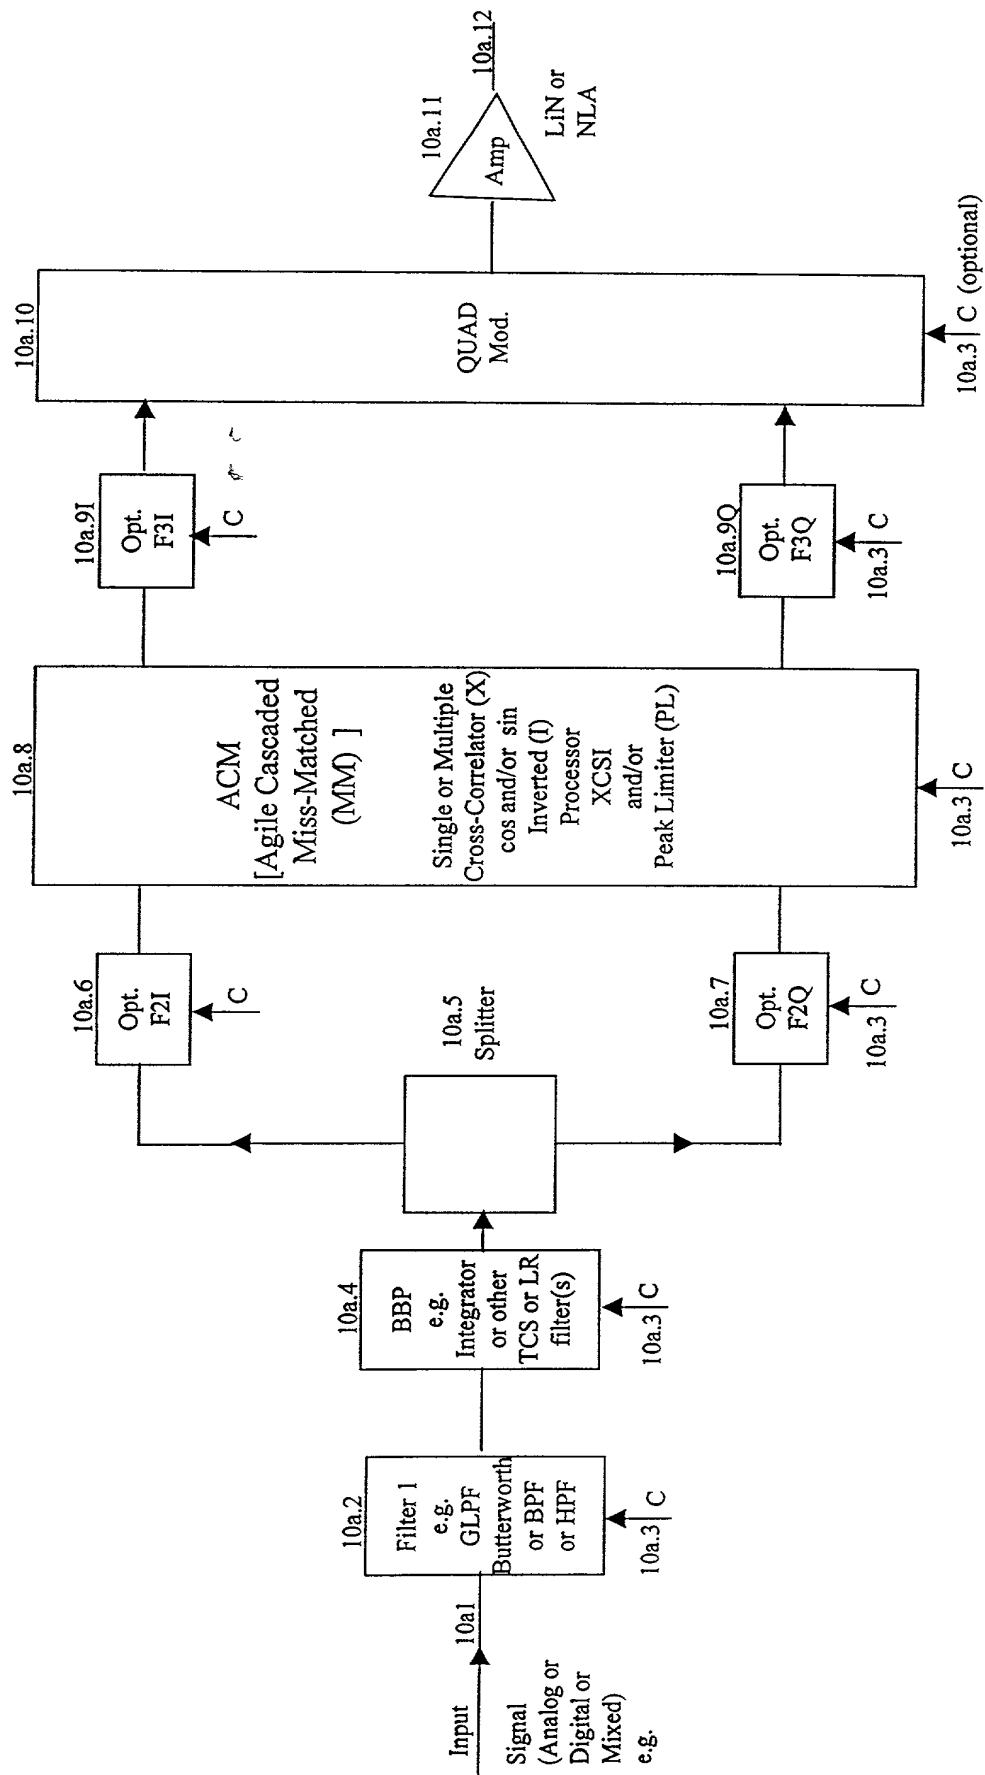 Input
Signal
(Analog or
Digital or
Mixed)
e.g.
10a1
10a.2
Filter 1
e.g.
GLPF
Butterworth
or BPF
or HPF
10a.3
C
10a.4
BBP
e.g.
Integrator
or other
TCS or LR
filter(s)
10a.3
C
10a.5
Splitter
10a.6
Opt.
F2I
C
10a.7
Opt.
F2Q
10a.3
C
10a.8
ACM
[Agile Cascaded
Miss-Matched
(MM) ]
Single or Multiple
Cross-Correlator (X)
cos and/or sin
Inverted (I)
Processor
XCSI
and/or
Peak Limiter (PL)
10a.3
C
10a.9I
Opt.
F3I
C
10a.9Q
Opt.
F3Q
10a.3
C
10a.10
QUAD
Mod.
10a.3
C (optional)
10a.11
Amp
LiN or
NLA
10a.12